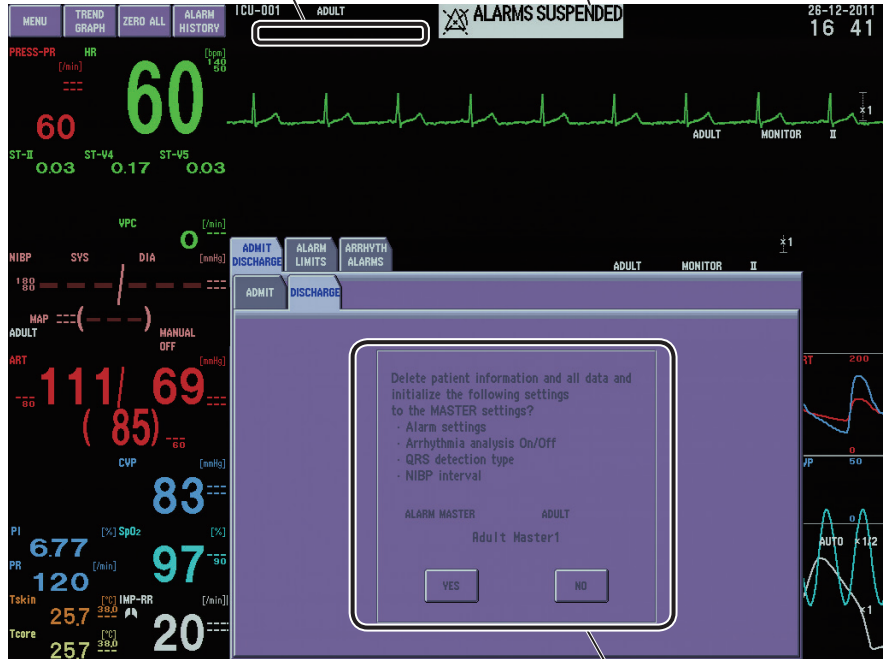 MENU
TREND GRAPH
ZERO ALL
ALARM HISTORY
ICU-001 ADULT
ALARMS SUSPENDED
26-12-2011
16 41
PRESS-PR HR [bpm]
[/min] 140
--- 50
60 60
×1
ADULT MONITOR II
ST-II ST-V4 ST-V5
0.03 0.17 0.03
VPC [/min]
0 ---
×1
ADULT MONITOR II
NIBP SYS DIA [mmHg]
180
80 --- / --- ---
MAP ---( --- ) ---
ADULT MANUAL
OFF
ART [mmHg]
--- 111 / 69 ---
80
( 85) ---
60
CVP [mmHg]
83 ---
PI [%] SpO2 [%]
6.77 97 ---
90
PR [/min]
120
Tskin [°C] IMP-RR [/min]
25.7 38.0 --- 20 ---
Tcore [°C]
25.7 38.0 ---
ADMIT DISCHARGE
ALARM LIMITS
ARRHYTH ALARMS
ADMIT
DISCHARGE
Delete patient information and all data and
initialize the following settings
to the MASTER settings?
- Alarm settings
- Arrhythmia analysis On/Off
- QRS detection type
- NIBP interval
ALARM MASTER ADULT
Adult Master1
YES NO
RT 200
0
VP 50
0
AUTO ×1/2
×1